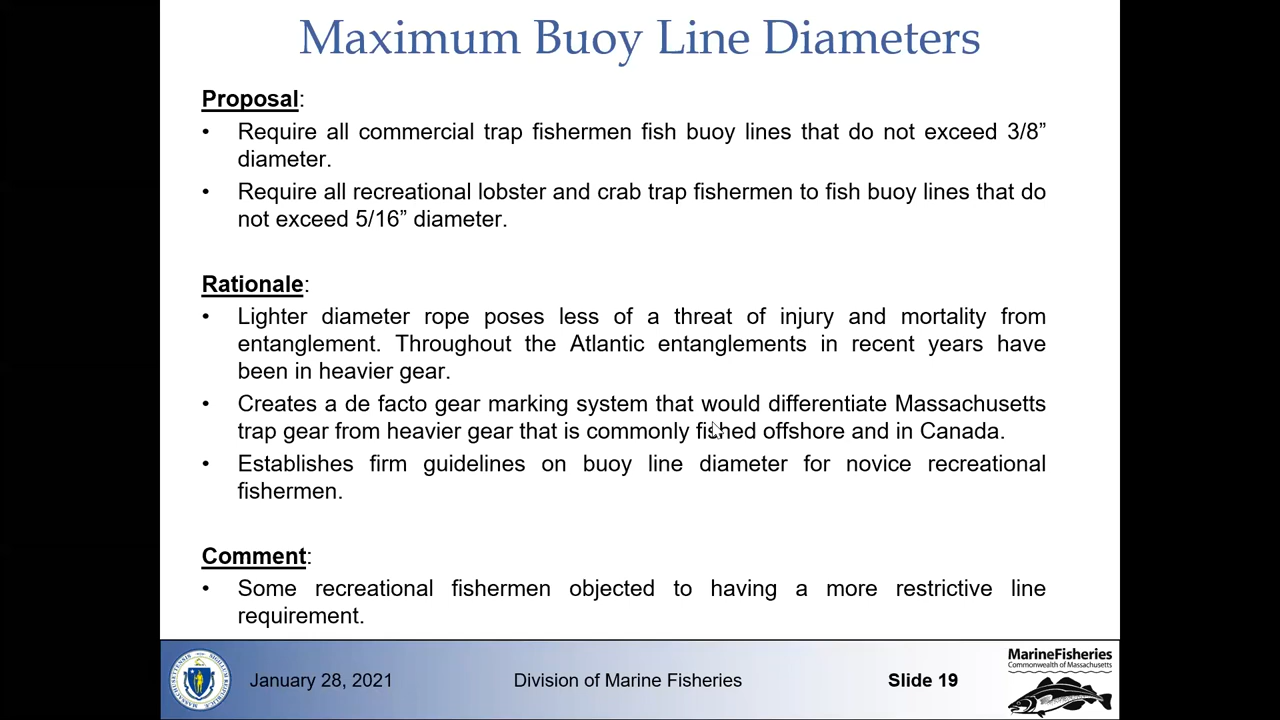 Maximum Buoy Line Diameters
Proposal:
• Require all commercial trap fishermen fish buoy lines that do not exceed 3/8”
diameter.
• Require all recreational lobster and crab trap fishermen to fish buoy lines that do
not exceed 5/16” diameter.
Rationale:
• Lighter diameter rope poses less of a threat of injury and mortality from
entanglement. Throughout the Atlantic entanglements in recent years have
been in heavier gear.
• Creates a de facto gear marking system that would differentiate Massachusetts
trap gear from heavier gear that is commonly fished offshore and in Canada.
• Establishes firm guidelines on buoy line diameter for novice recreational
fishermen.
Comment:
• Some recreational fishermen objected to having a more restrictive line
requirement.
January 28, 2021
Division of Marine Fisheries
Slide 19
MarineFisheries
Commonwealth of Massachusetts